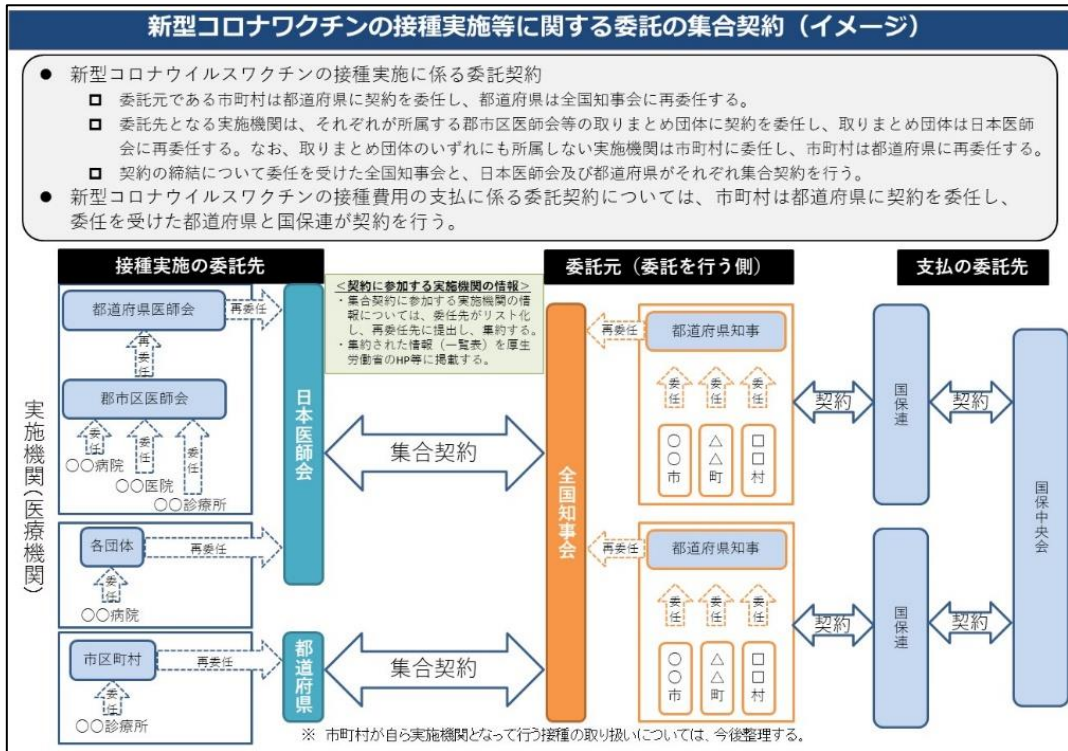 新型コロナワクチンの接種実施等に関する委託の集合契約（イメージ）
● 新型コロナウイルスワクチンの接種実施に係る委託契約
□ 委託元である市町村は都道府県に契約を委任し、都道府県は全国知事会に再委任する。
□ 委託先となる実施機関は、それぞれが所属する郡市区医師会等の取りまとめ団体に契約を委任し、取りまとめ団体は日本医師
会に再委任する。なお、取りまとめ団体のいずれにも所属しない実施機関は市町村に委任し、市町村は都道府県に再委任する。
□ 契約の締結について委任を受けた全国知事会と、日本医師会及び都道府県がそれぞれ集合契約を行う。
● 新型コロナウイルスワクチンの接種費用の支払に係る委託契約については、市町村は都道府県に契約を委任し、
委任を受けた都道府県と国保連が契約を行う。
接種実施の委託先
委託元（委託を行う側）
支払の委託先
実施機関(医療機関)
都道府県医師会
再委任
再委任
郡市区医師会
委任
委任
委任
〇〇病院
〇〇医院
〇〇診療所
各団体
再委任
委任
〇〇病院
市区町村
再委任
委任
〇〇診療所
日本医師会
都道府県
＜契約に参加する実施機関の情報＞
・集合契約に参加する実施機関の情
報については、委任先がリスト化
し、再委任先に提出し、集約する。
・集約された情報（一覧表）を厚生
労働省のHP等に掲載する。
集合契約
集合契約
全国知事会
再委任
都道府県知事
委任
委任
委任
〇〇市
△△町
□□村
再委任
都道府県知事
委任
委任
委任
〇〇市
△△町
□□村
契約
国保連
契約
契約
国保連
契約
国保中央会
※ 市町村が自ら実施機関となって行う接種の取り扱いについては、今後整理する。